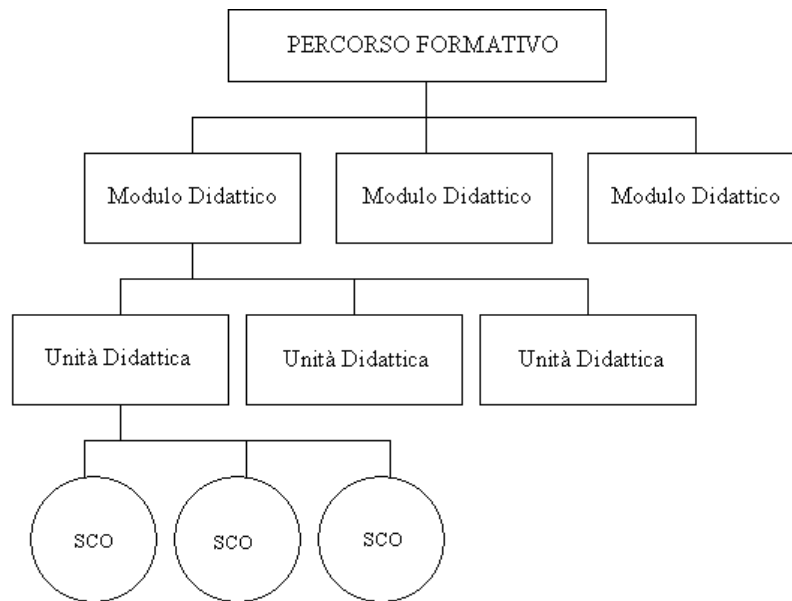 PERCORSO FORMATIVO
Modulo Didattico
Modulo Didattico
Modulo Didattico
Unità Didattica
Unità Didattica
Unità Didattica
SCO
SCO
SCO